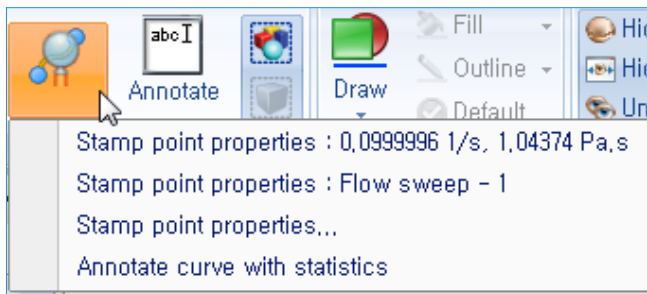 abc
Annotate
Draw
Fill
Outline
Default
Stamp point properties : 0,0999996 1/s, 1,04374 Pa,s
Stamp point properties : Flow sweep - 1
Stamp point properties,,,
Annotate curve with statistics